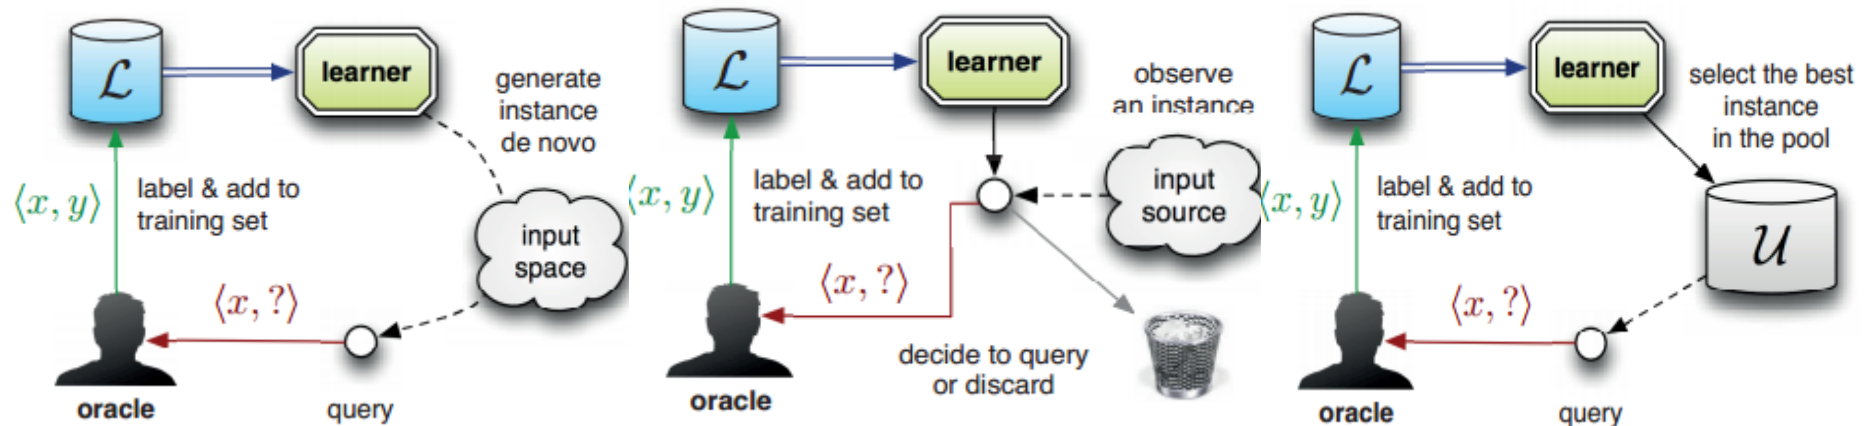 ℒ
learner
generate
instance
de novo
⟨x, y⟩
label & add to
training set
input
space
⟨x, ?⟩
oracle
query
ℒ
learner
observe
an instance
⟨x, y⟩
label & add to
training set
input
source
⟨x, ?⟩
decide to query
or discard
oracle
ℒ
learner
select the best
instance
in the pool
⟨x, y⟩
label & add to
training set
𝒰
⟨x, ?⟩
oracle
query